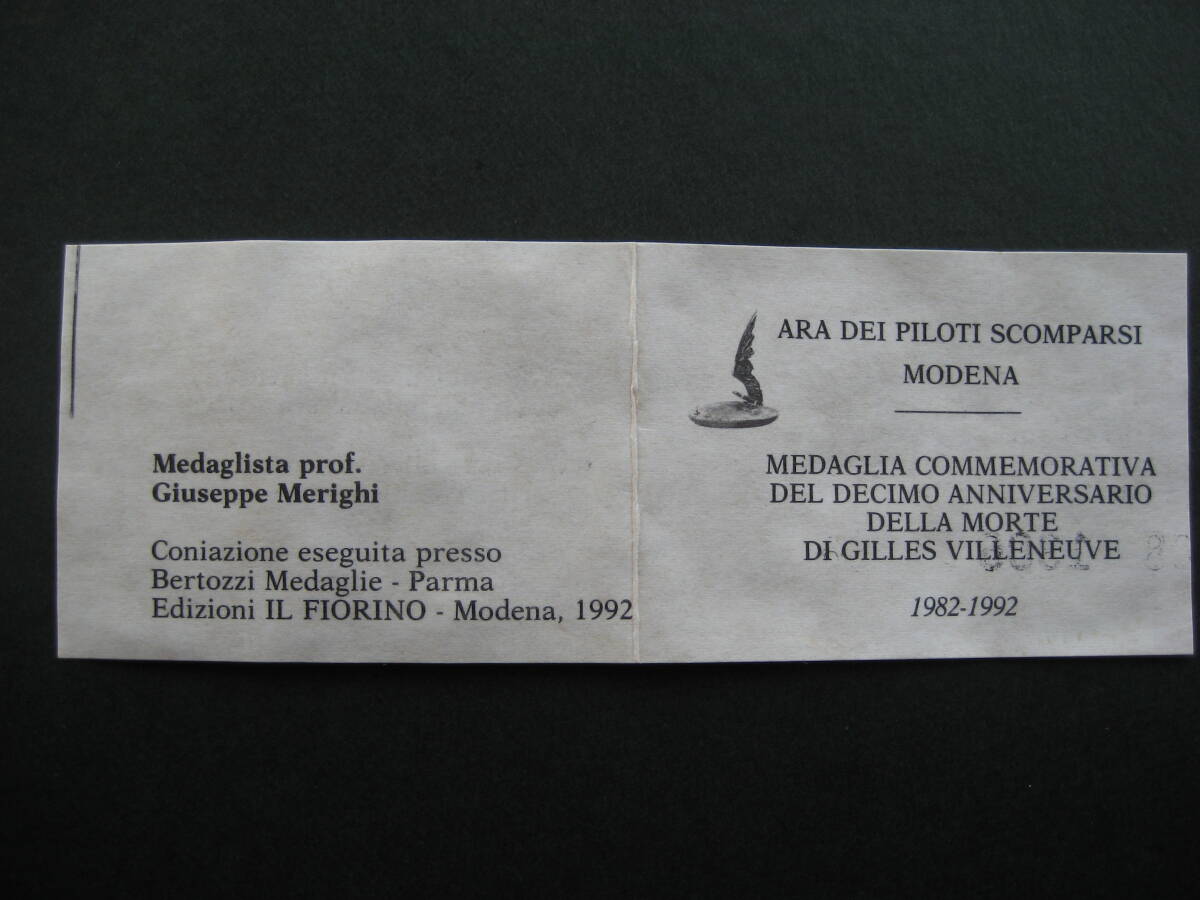 Medaglista prof.
Giuseppe Merighi
Coniazione eseguita presso
Bertozzi Medaglie - Parma
Edizioni IL FIORINO - Modena, 1992
ARA DEI PILOTI SCOMPARSI
MODENA
MEDAGLIA COMMEMORATIVA
DEL DECIMO ANNIVERSARIO
DELLA MORTE
DI GILLES VILLENEUVE
1982-1992